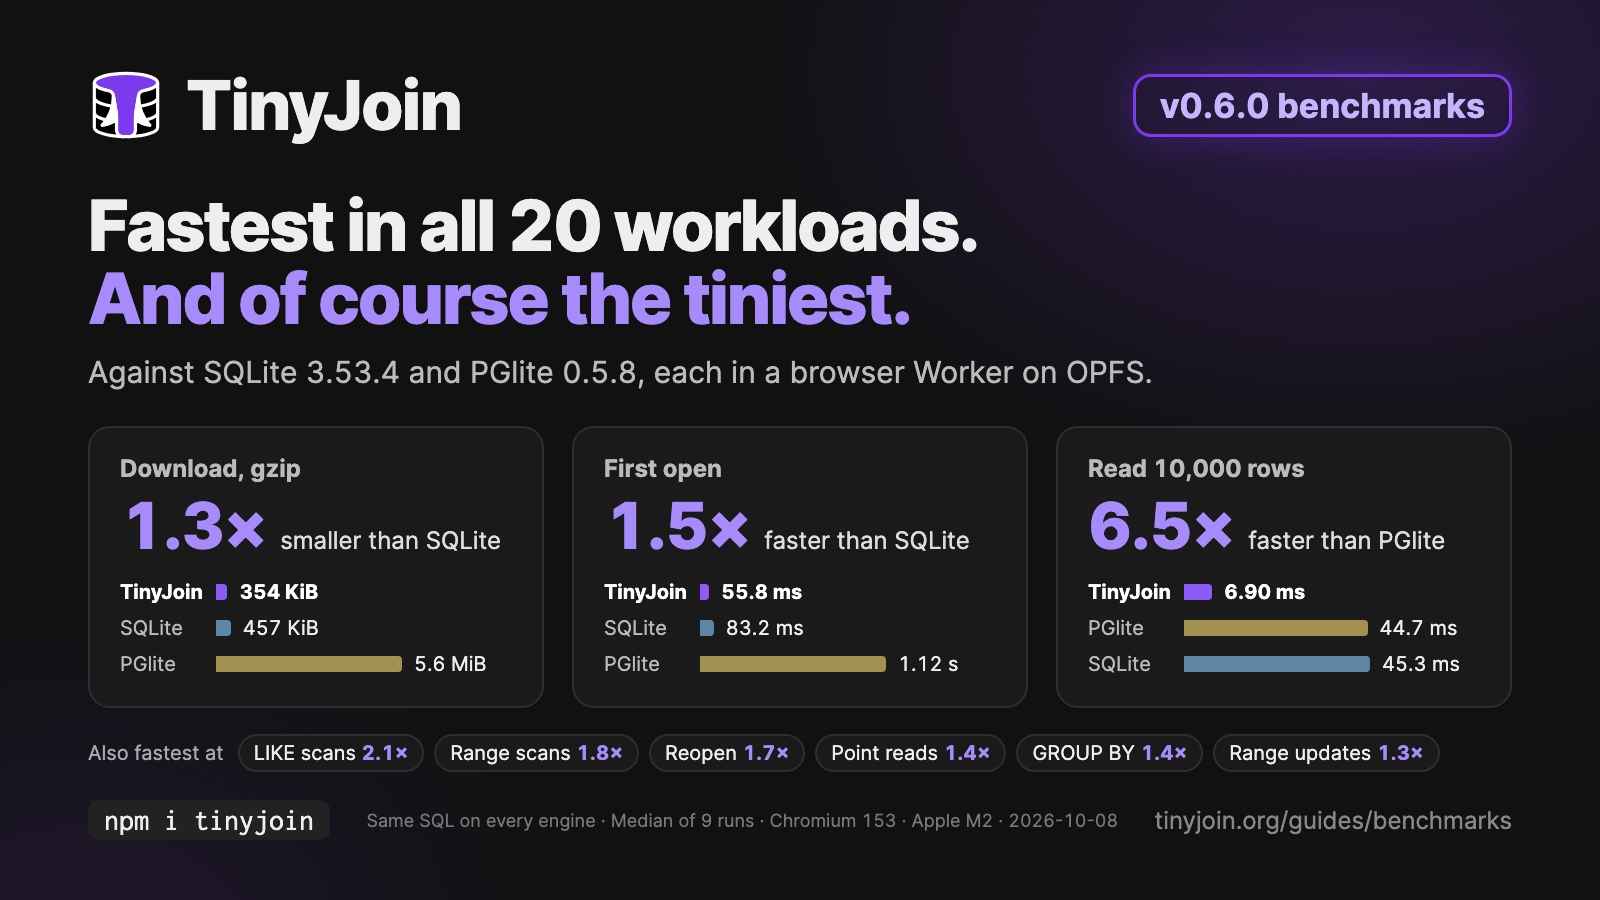 TinyJoin
v0.6.0 benchmarks
Fastest in all 20 workloads.
And of course the tiniest.
Against SQLite 3.53.4 and PGlite 0.5.8, each in a browser Worker on OPFS.
Download, gzip
1.3× smaller than SQLite
TinyJoin 354 KiB
SQLite 457 KiB
PGlite 5.6 MiB
First open
1.5× faster than SQLite
TinyJoin 55.8 ms
SQLite 83.2 ms
PGlite 1.12 s
Read 10,000 rows
6.5× faster than PGlite
TinyJoin 6.90 ms
PGlite 44.7 ms
SQLite 45.3 ms
Also fastest at LIKE scans 2.1× Range scans 1.8× Reopen 1.7× Point reads 1.4× GROUP BY 1.4× Range updates 1.3×
npm i tinyjoin
Same SQL on every engine · Median of 9 runs · Chromium 153 · Apple M2 · 2026-10-08
tinyjoin.org/guides/benchmarks